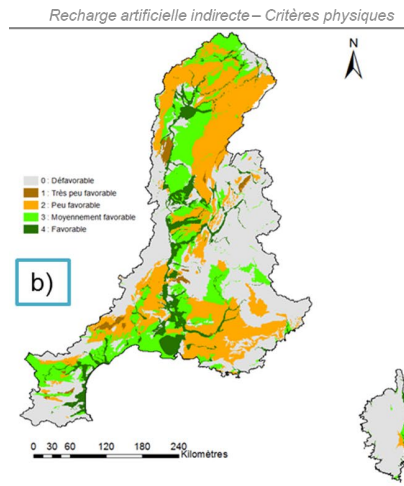 Recharge artificielle indirecte – Critères physiques
N
0 : Défavorable
1 : Très peu favorable
2 : Peu favorable
3 : Moyennement favorable
4 : Favorable
b)
0 30 60 120 180 240
Kilomètres